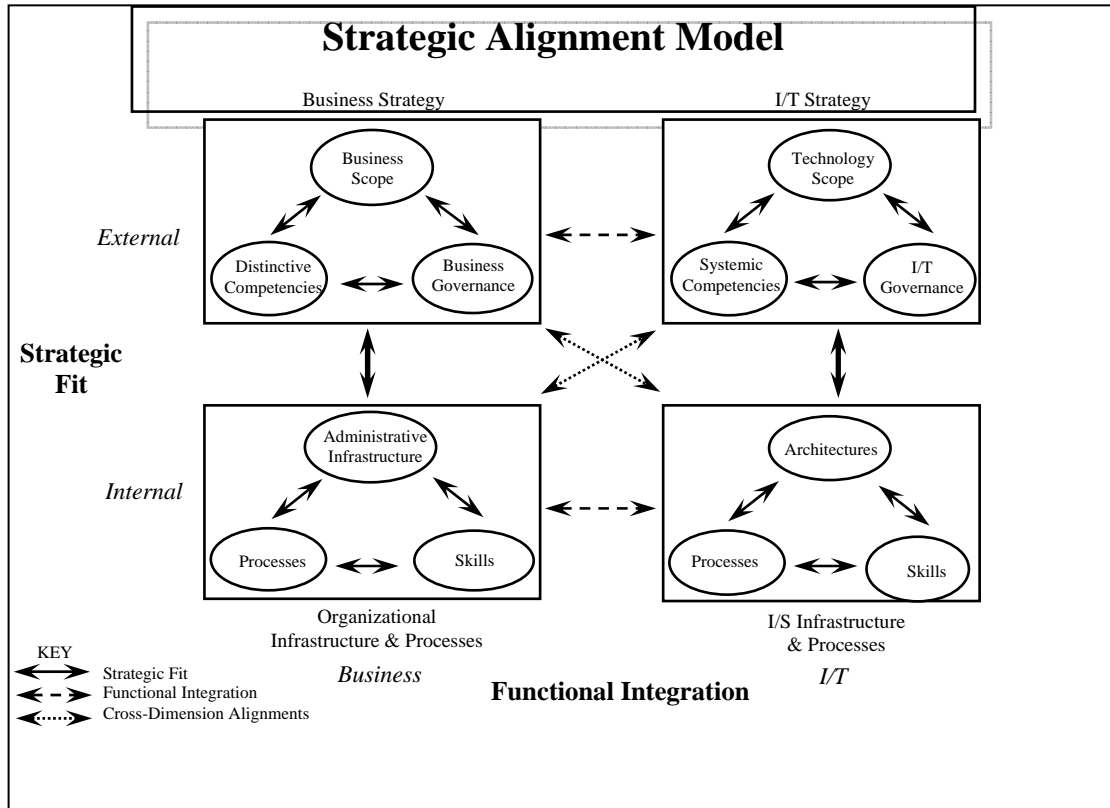 Strategic Alignment Model
Business Strategy
I/T Strategy
Business
Scope
Technology
Scope
External
Distinctive
Competencies
Business
Governance
Systemic
Competencies
I/T
Governance
Strategic
Fit
Administrative
Infrastructure
Architectures
Internal
Processes
Skills
Processes
Skills
Organizational
Infrastructure & Processes
I/S Infrastructure
& Processes
Business
I/T
Functional Integration
KEY
Strategic Fit
Functional Integration
Cross-Dimension Alignments